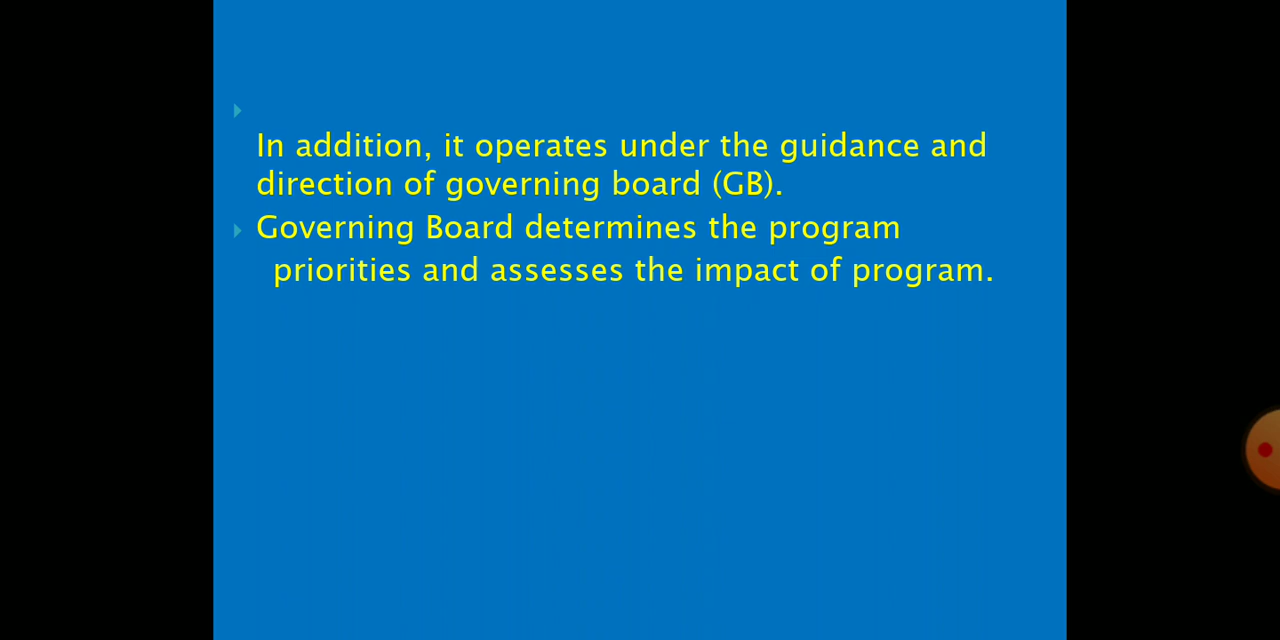 In addition, it operates under the guidance and
direction of governing board (GB).
Governing Board determines the program
priorities and assesses the impact of program.